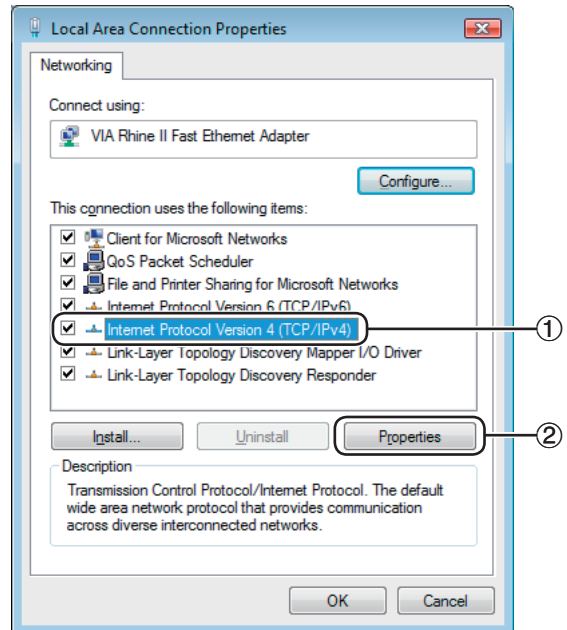 Local Area Connection Properties
Networking
Connect using:
VIA Rhine II Fast Ethernet Adapter
Configure...
This connection uses the following items:
Client for Microsoft Networks
QoS Packet Scheduler
File and Printer Sharing for Microsoft Networks
Internet Protocol Version 6 (TCP/IPv6)
Internet Protocol Version 4 (TCP/IPv4)
①
Link-Layer Topology Discovery Mapper I/O Driver
Link-Layer Topology Discovery Responder
Install...
Uninstall
Properties
②
Description
Transmission Control Protocol/Internet Protocol. The default
wide area network protocol that provides communication
across diverse interconnected networks.
OK
Cancel